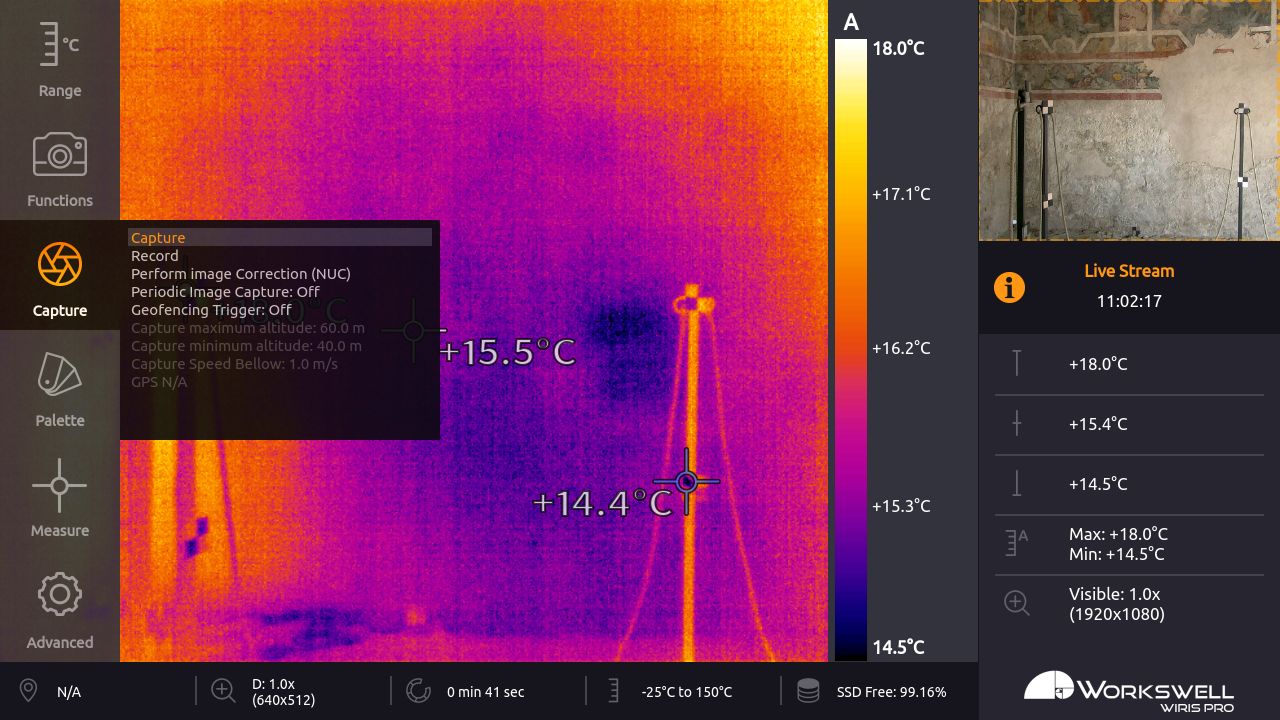 °C
Range
Functions
Capture
Palette
Measure
Advanced
Capture
Record
Perform image Correction (NUC)
Periodic Image Capture: Off
Geofencing Trigger: Off
Capture maximum altitude: 60.0 m
Capture minimum altitude: 40.0 m
Capture Speed Bellow: 1.0 m/s
GPS N/A
+15.5°C
+14.4°C
A
18.0°C
+17.1°C
+16.2°C
+15.3°C
14.5°C
Live Stream
11:02:17
+18.0°C
+15.4°C
+14.5°C
A
Max: +18.0°C
Min: +14.5°C
Visible: 1.0x
(1920x1080)
N/A
D: 1.0x
(640x512)
0 min 41 sec
-25°C to 150°C
SSD Free: 99.16%
WORKSWELL
WIRIS PRO